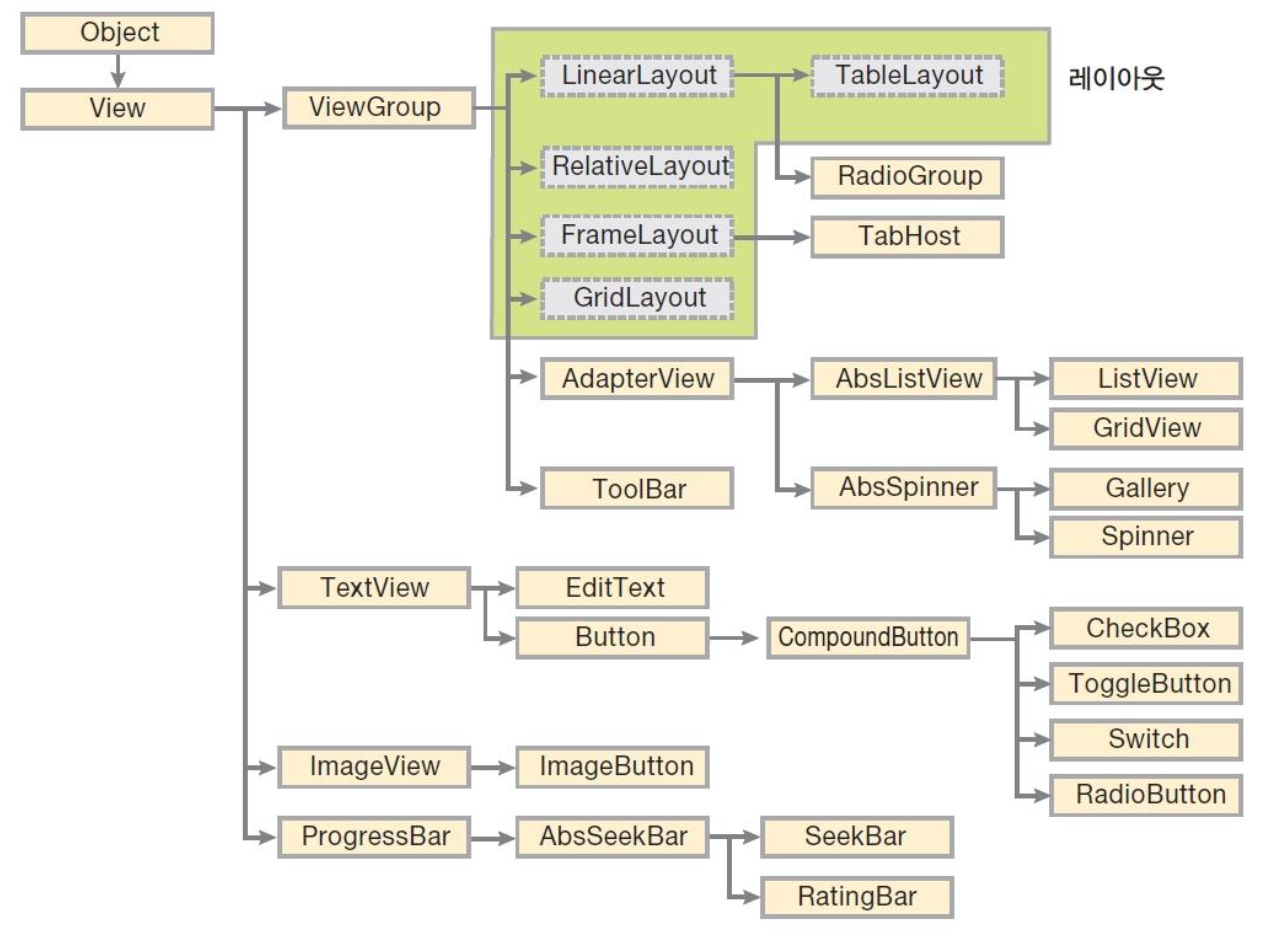 Object
View
ViewGroup
LinearLayout
TableLayout
레이아웃
RelativeLayout
RadioGroup
FrameLayout
TabHost
GridLayout
AdapterView
AbsListView
ListView
GridView
ToolBar
AbsSpinner
Gallery
Spinner
TextView
EditText
Button
CompoundButton
CheckBox
ToggleButton
Switch
RadioButton
ImageView
ImageButton
ProgressBar
AbsSeekBar
SeekBar
RatingBar